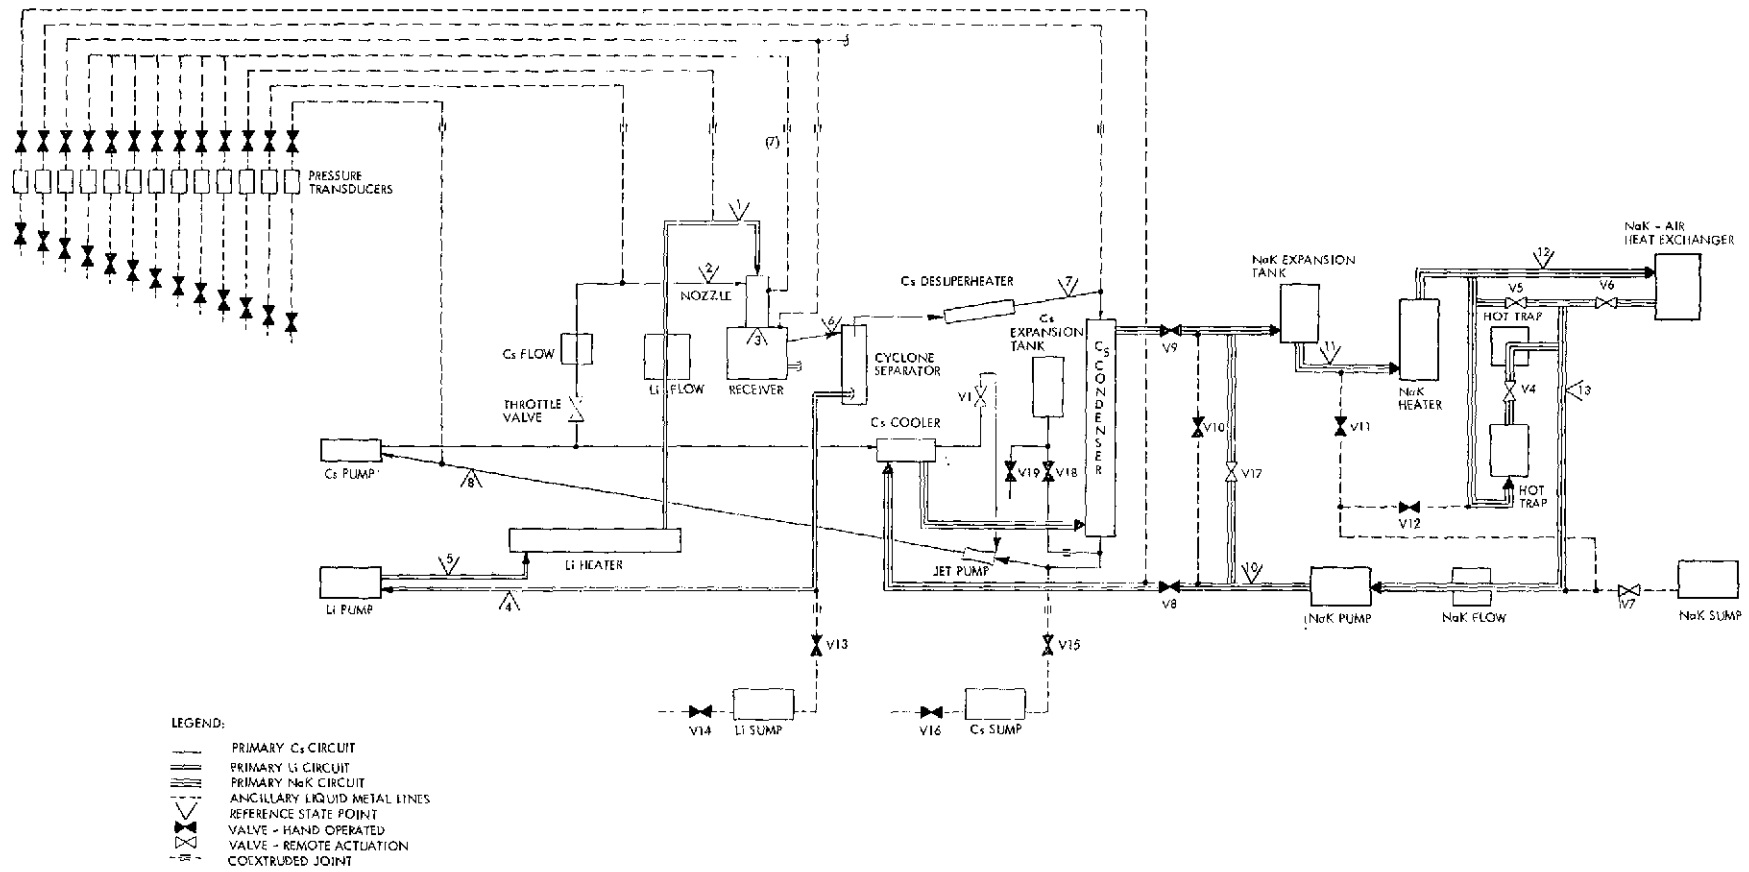 (7)
PRESSURE
TRANSDUCERS
1
2
NOZZLE
3
6
Cs DESUPERHEATER
7
Cs
EXPANSION
TANK
NaK EXPANSION
TANK
12
NaK - AIR
HEAT EXCHANGER
V5
V6
HOT TRAP
Cs FLOW
Li FLOW
RECEIVER
CYCLONE
SEPARATOR
Cs CONDENSER
V9
11
NaK
HEATER
V4
13
THROTTLE
VALVE
V1
Cs COOLER
V10
V11
Cs PUMP
8
V19
V18
V17
HOT
TRAP
V12
Li HEATER
JET PUMP
5
4
Li PUMP
V8
10
NaK PUMP
NaK FLOW
V7
NaK SUMP
V13
V15
V14
Li SUMP
V16
Cs SUMP
LEGEND:
PRIMARY Cs CIRCUIT
PRIMARY Li CIRCUIT
PRIMARY NaK CIRCUIT
ANCILLARY LIQUID METAL LINES
REFERENCE STATE POINT
VALVE - HAND OPERATED
VALVE - REMOTE ACTUATION
COEXTRUDED JOINT